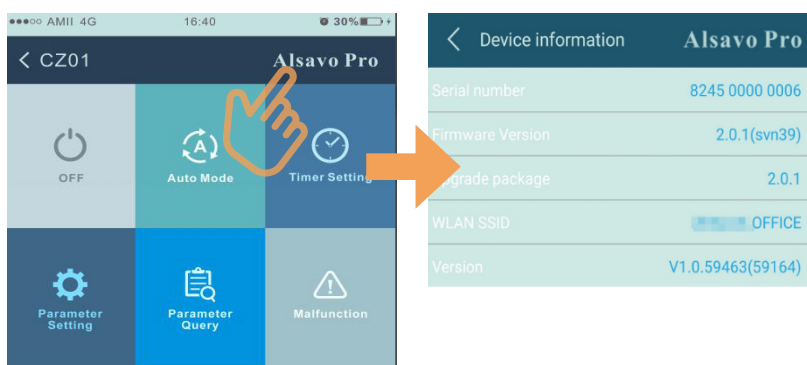 AMII 4G 16:40 30%
CZ01 Alsavo Pro
OFF
Auto Mode
Timer Setting
Parameter
Setting
Parameter
Query
Malfunction
Device information Alsavo Pro
Serial number 8245 0000 0006
Firmware Version 2.0.1(svn39)
Upgrade package 2.0.1
WLAN SSID OFFICE
Version V1.0.59463(59164)